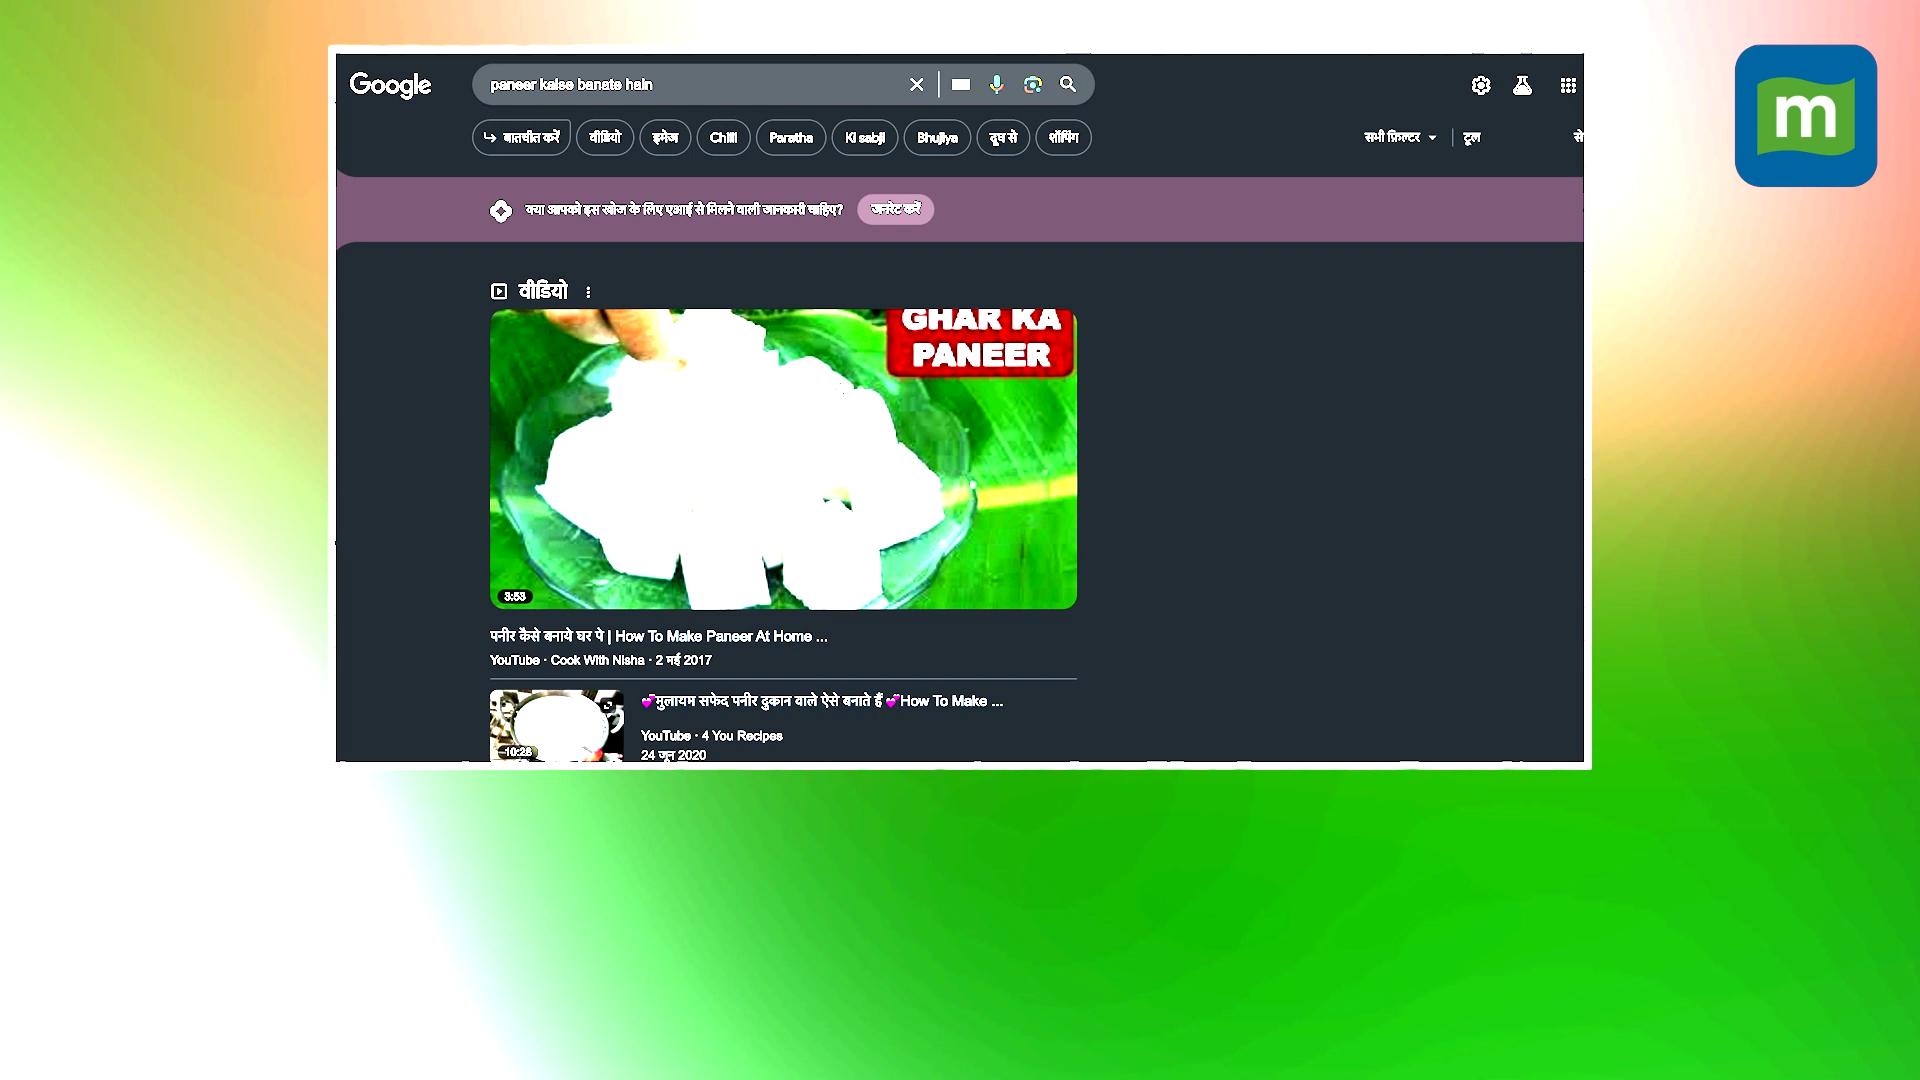 Google
paneer kaise banate hain
बातचीत करें वीडियो इमेज Chilli Paratha Ki sabji Bhujiya दूध से शॉपिंग सभी फ़िल्टर टूल से
m
क्या आपको इस खोज के लिए एआई से मिलने वाली जानकारी चाहिए? जनरेट करें
वीडियो
GHAR KA
PANEER
3:53
पनीर कैसे बनाये घर पे | How To Make Paneer At Home ...
YouTube · Cook With Nisha · 2 मई 2017
💕मुलायम सफेद पनीर दुकान वाले ऐसे बनाते हैं 💕How To Make ...
YouTube · 4 You Recipes
10:28
24 जून 2020